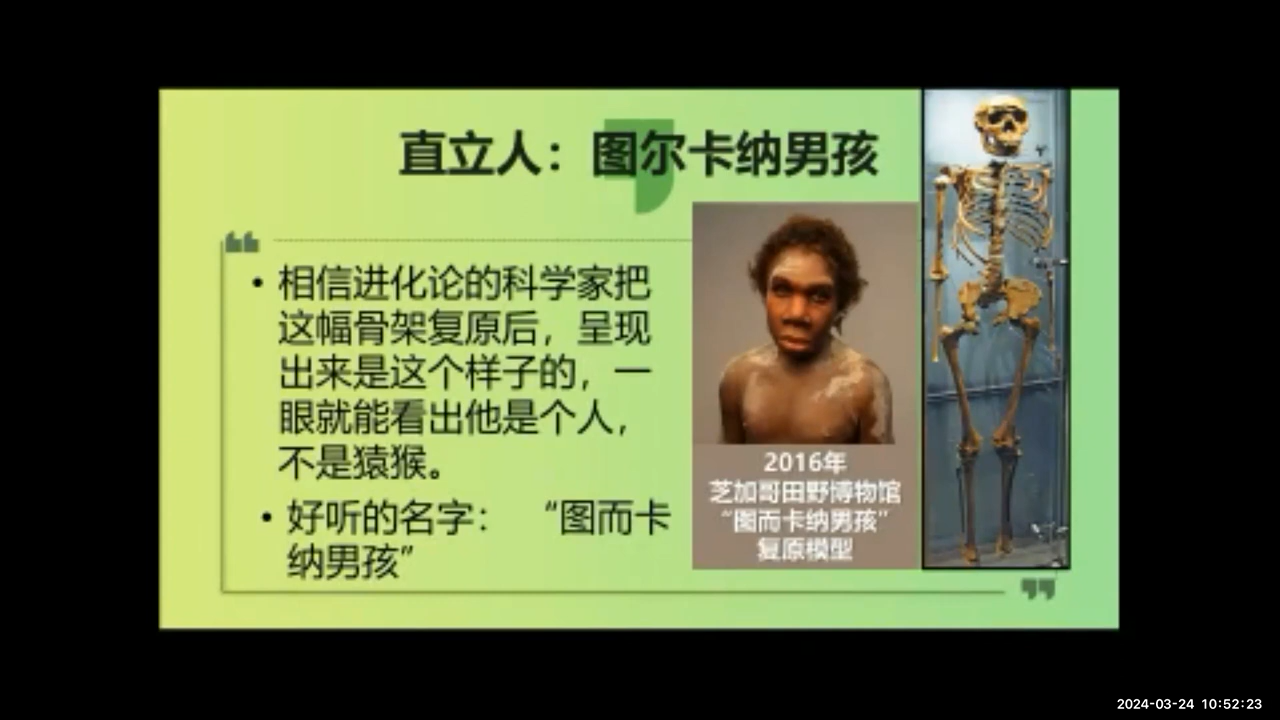 直立人：图尔卡纳男孩
• 相信进化论的科学家把
这幅骨架复原后，呈现
出来是这个样子的，一
眼就能看出他是个人，
不是猿猴。
• 好听的名字： “图而卡
纳男孩”
2016年
芝加哥田野博物馆
“图而卡纳男孩”
复原模型
2024-03-24 10:52:23